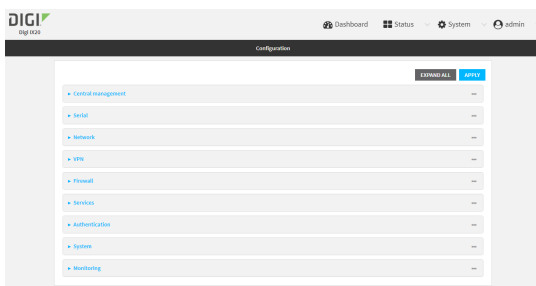 DIGI
Digi IX20
Dashboard
Status
System
admin
Configuration
EXPAND ALL
APPLY
Central management
Serial
Network
VPN
Firewall
Services
Authentication
System
Monitoring